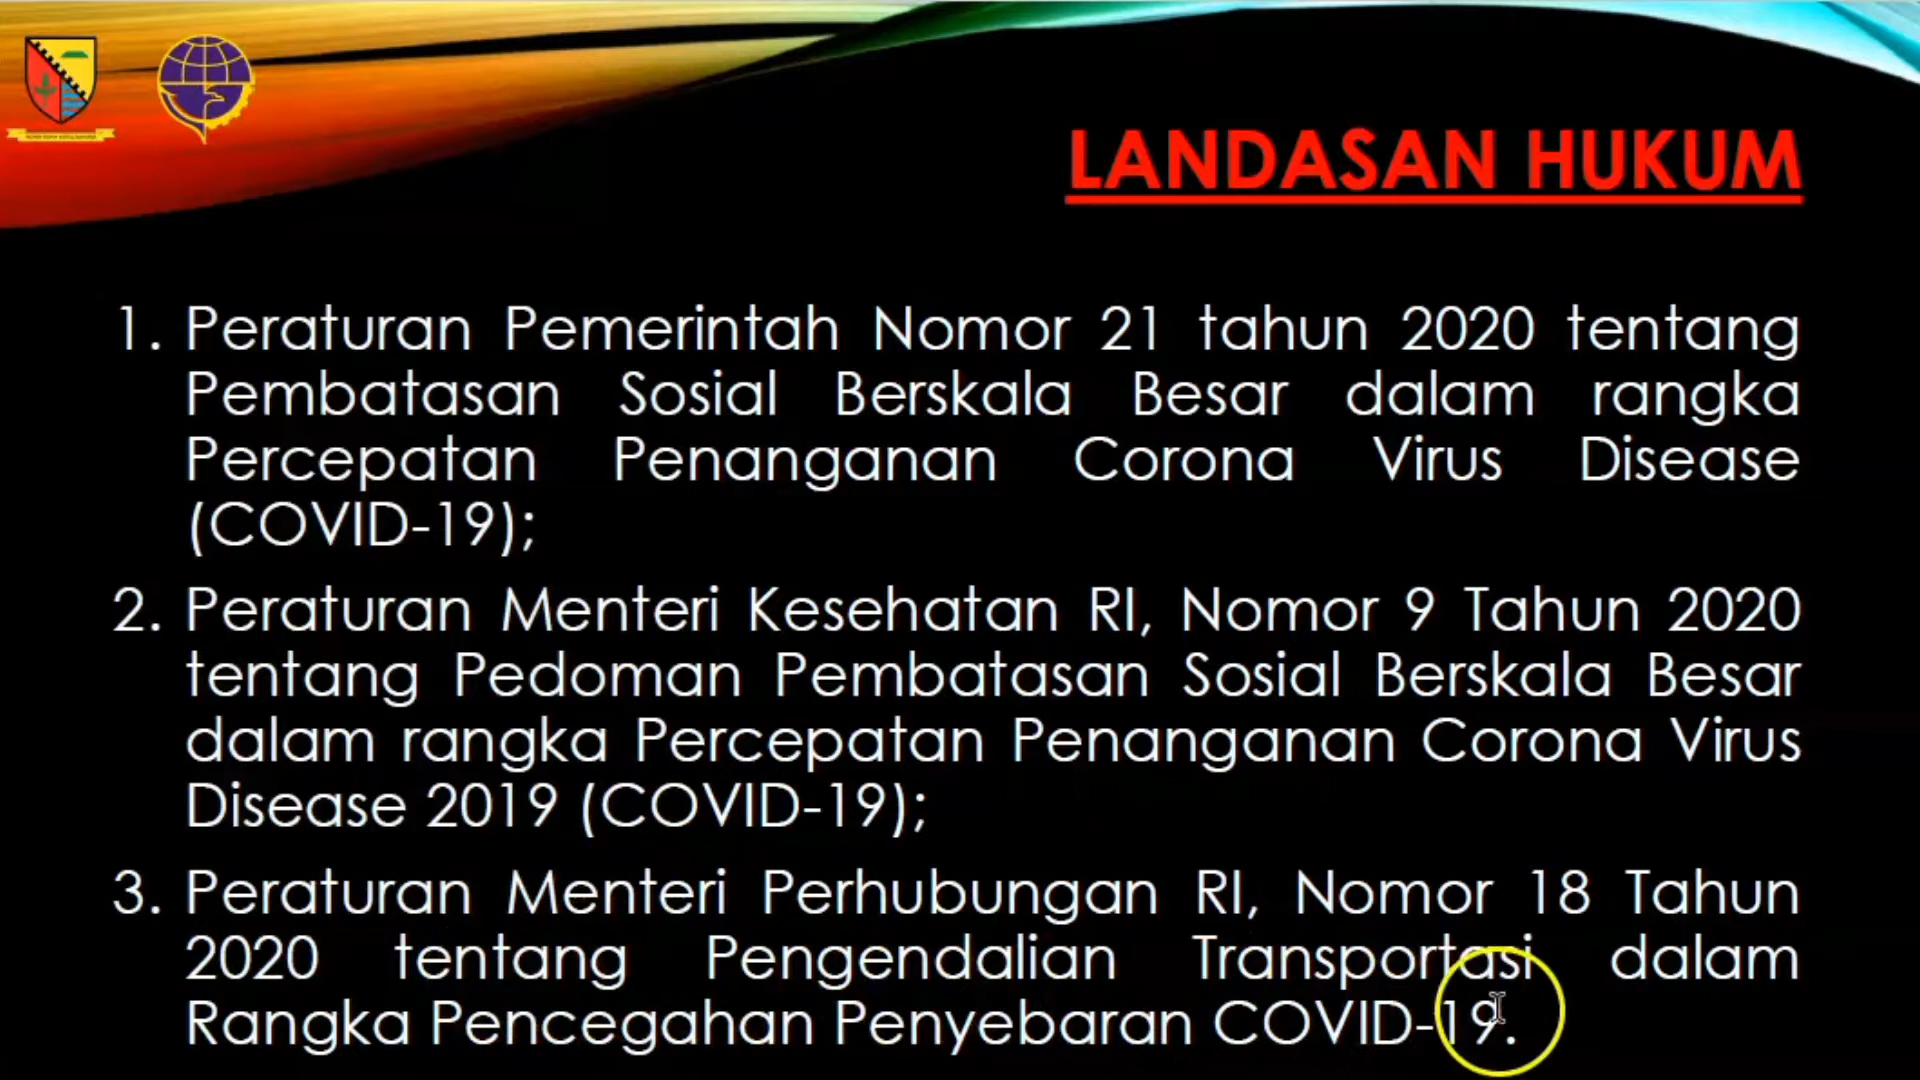 LANDASAN HUKUM
1. Peraturan Pemerintah Nomor 21 tahun 2020 tentang
Pembatasan Sosial Berskala Besar dalam rangka
Percepatan Penanganan Corona Virus Disease
(COVID-19);
2. Peraturan Menteri Kesehatan RI, Nomor 9 Tahun 2020
tentang Pedoman Pembatasan Sosial Berskala Besar
dalam rangka Percepatan Penanganan Corona Virus
Disease 2019 (COVID-19);
3. Peraturan Menteri Perhubungan RI, Nomor 18 Tahun
2020 tentang Pengendalian Transportasi dalam
Rangka Pencegahan Penyebaran COVID-19.